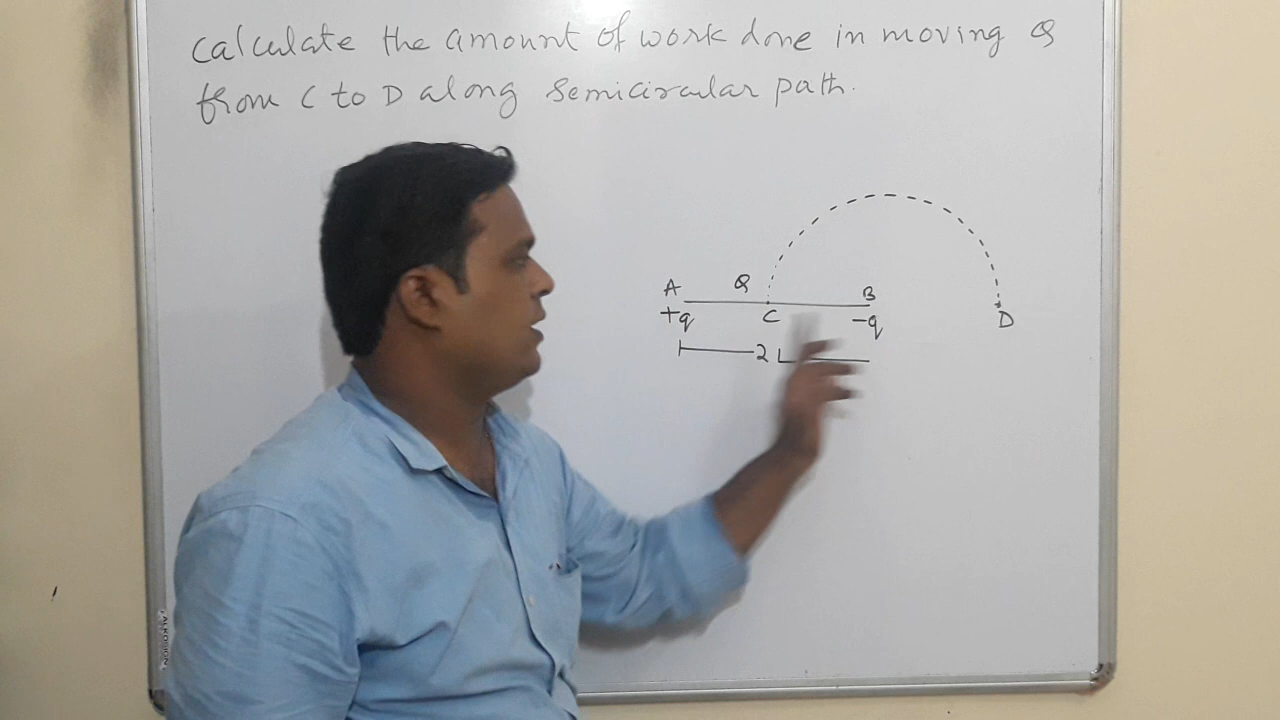 Calculate the amount of work done in moving Q
from C to D along Semicircular path.
Q
A B
+q C -q D
2L